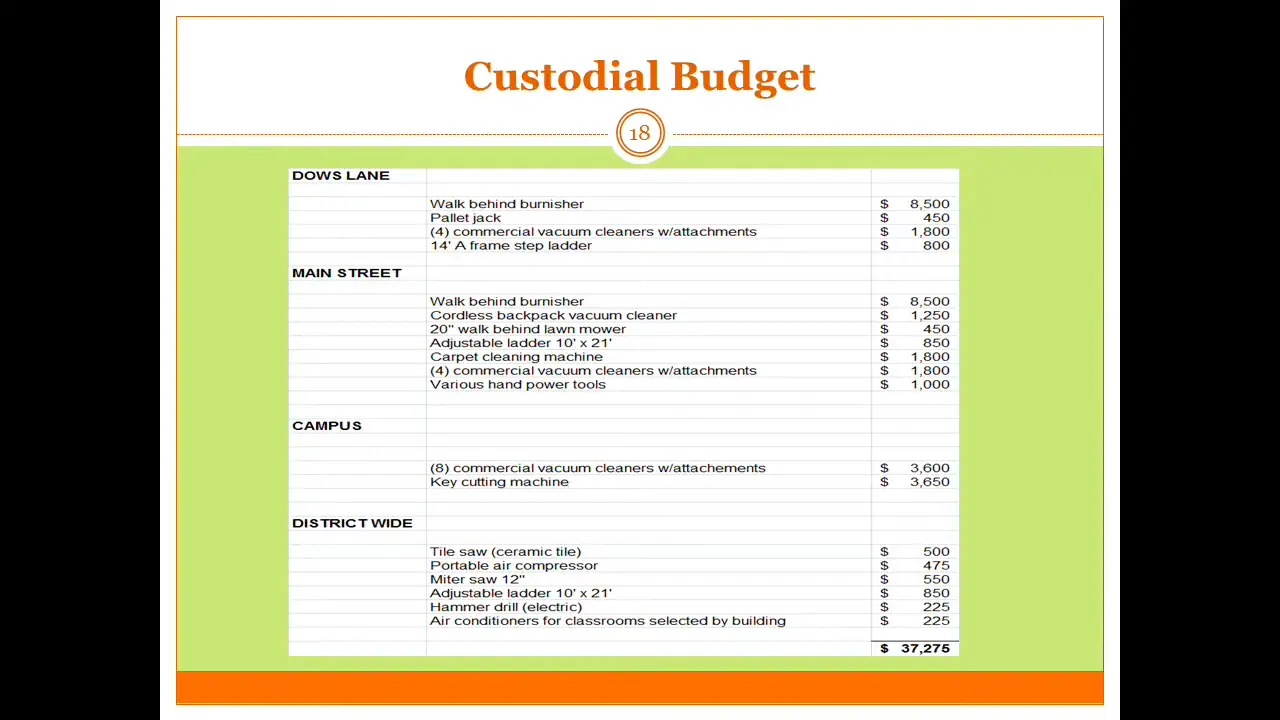 Custodial Budget
18
DOWS LANE
Walk behind burnisher $ 8,500
Pallet jack $ 450
(4) commercial vacuum cleaners w/attachments $ 1,800
14' A frame step ladder $ 800
MAIN STREET
Walk behind burnisher $ 8,500
Cordless backpack vacuum cleaner $ 1,250
20" walk behind lawn mower $ 450
Adjustable ladder 10' x 21' $ 850
Carpet cleaning machine $ 1,800
(4) commercial vacuum cleaners w/attachments $ 1,800
Various hand power tools $ 1,000
CAMPUS
(8) commercial vacuum cleaners w/attachements $ 3,600
Key cutting machine $ 3,650
DISTRICT WIDE
Tile saw (ceramic tile) $ 500
Portable air compressor $ 475
Miter saw 12" $ 550
Adjustable ladder 10' x 21' $ 850
Hammer drill (electric) $ 225
Air conditioners for classrooms selected by building $ 225
$ 37,275